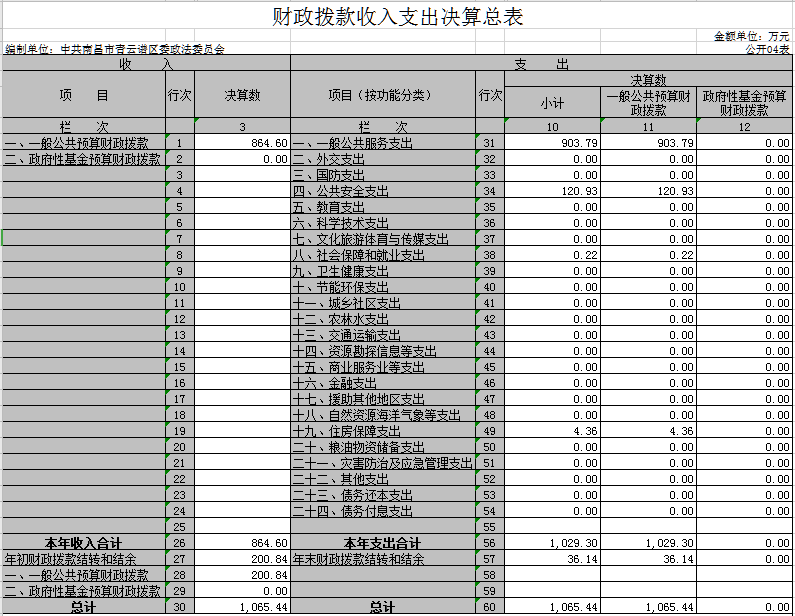 财政拨款收入支出决算总表
金额单位：万元
编制单位：中共南昌市青云谱区委政法委员会 公开04表
收 入 支 出
项 目 行次 决算数 项目（按功能分类） 行次 决算数
小计 一般公共预算财政拨款 政府性基金预算财政拨款
栏 次 3 栏 次 10 11 12
一、一般公共预算财政拨款 1 864.60 一、一般公共服务支出 31 903.79 903.79 0.00
二、政府性基金预算财政拨款 2 0.00 二、外交支出 32 0.00 0.00 0.00
3 三、国防支出 33 0.00 0.00 0.00
4 四、公共安全支出 34 120.93 120.93 0.00
5 五、教育支出 35 0.00 0.00 0.00
6 六、科学技术支出 36 0.00 0.00 0.00
7 七、文化旅游体育与传媒支出 37 0.00 0.00 0.00
8 八、社会保障和就业支出 38 0.22 0.22 0.00
9 九、卫生健康支出 39 0.00 0.00 0.00
10 十、节能环保支出 40 0.00 0.00 0.00
11 十一、城乡社区支出 41 0.00 0.00 0.00
12 十二、农林水支出 42 0.00 0.00 0.00
13 十三、交通运输支出 43 0.00 0.00 0.00
14 十四、资源勘探信息等支出 44 0.00 0.00 0.00
15 十五、商业服务业等支出 45 0.00 0.00 0.00
16 十六、金融支出 46 0.00 0.00 0.00
17 十七、援助其他地区支出 47 0.00 0.00 0.00
18 十八、自然资源海洋气象等支出 48 0.00 0.00 0.00
19 十九、住房保障支出 49 4.36 4.36 0.00
20 二十、粮油物资储备支出 50 0.00 0.00 0.00
21 二十一、灾害防治及应急管理支出 51 0.00 0.00 0.00
22 二十二、其他支出 52 0.00 0.00 0.00
23 二十三、债务还本支出 53 0.00 0.00 0.00
24 二十四、债务付息支出 54 0.00 0.00 0.00
25 55
本年收入合计 26 864.60 本年支出合计 56 1,029.30 1,029.30 0.00
年初财政拨款结转和结余 27 200.84 年末财政拨款结转和结余 57 36.14 36.14 0.00
一、一般公共预算财政拨款 28 200.84 58
二、政府性基金预算财政拨款 29 0.00 59
总计 30 1,065.44 总计 60 1,065.44 1,065.44 0.00